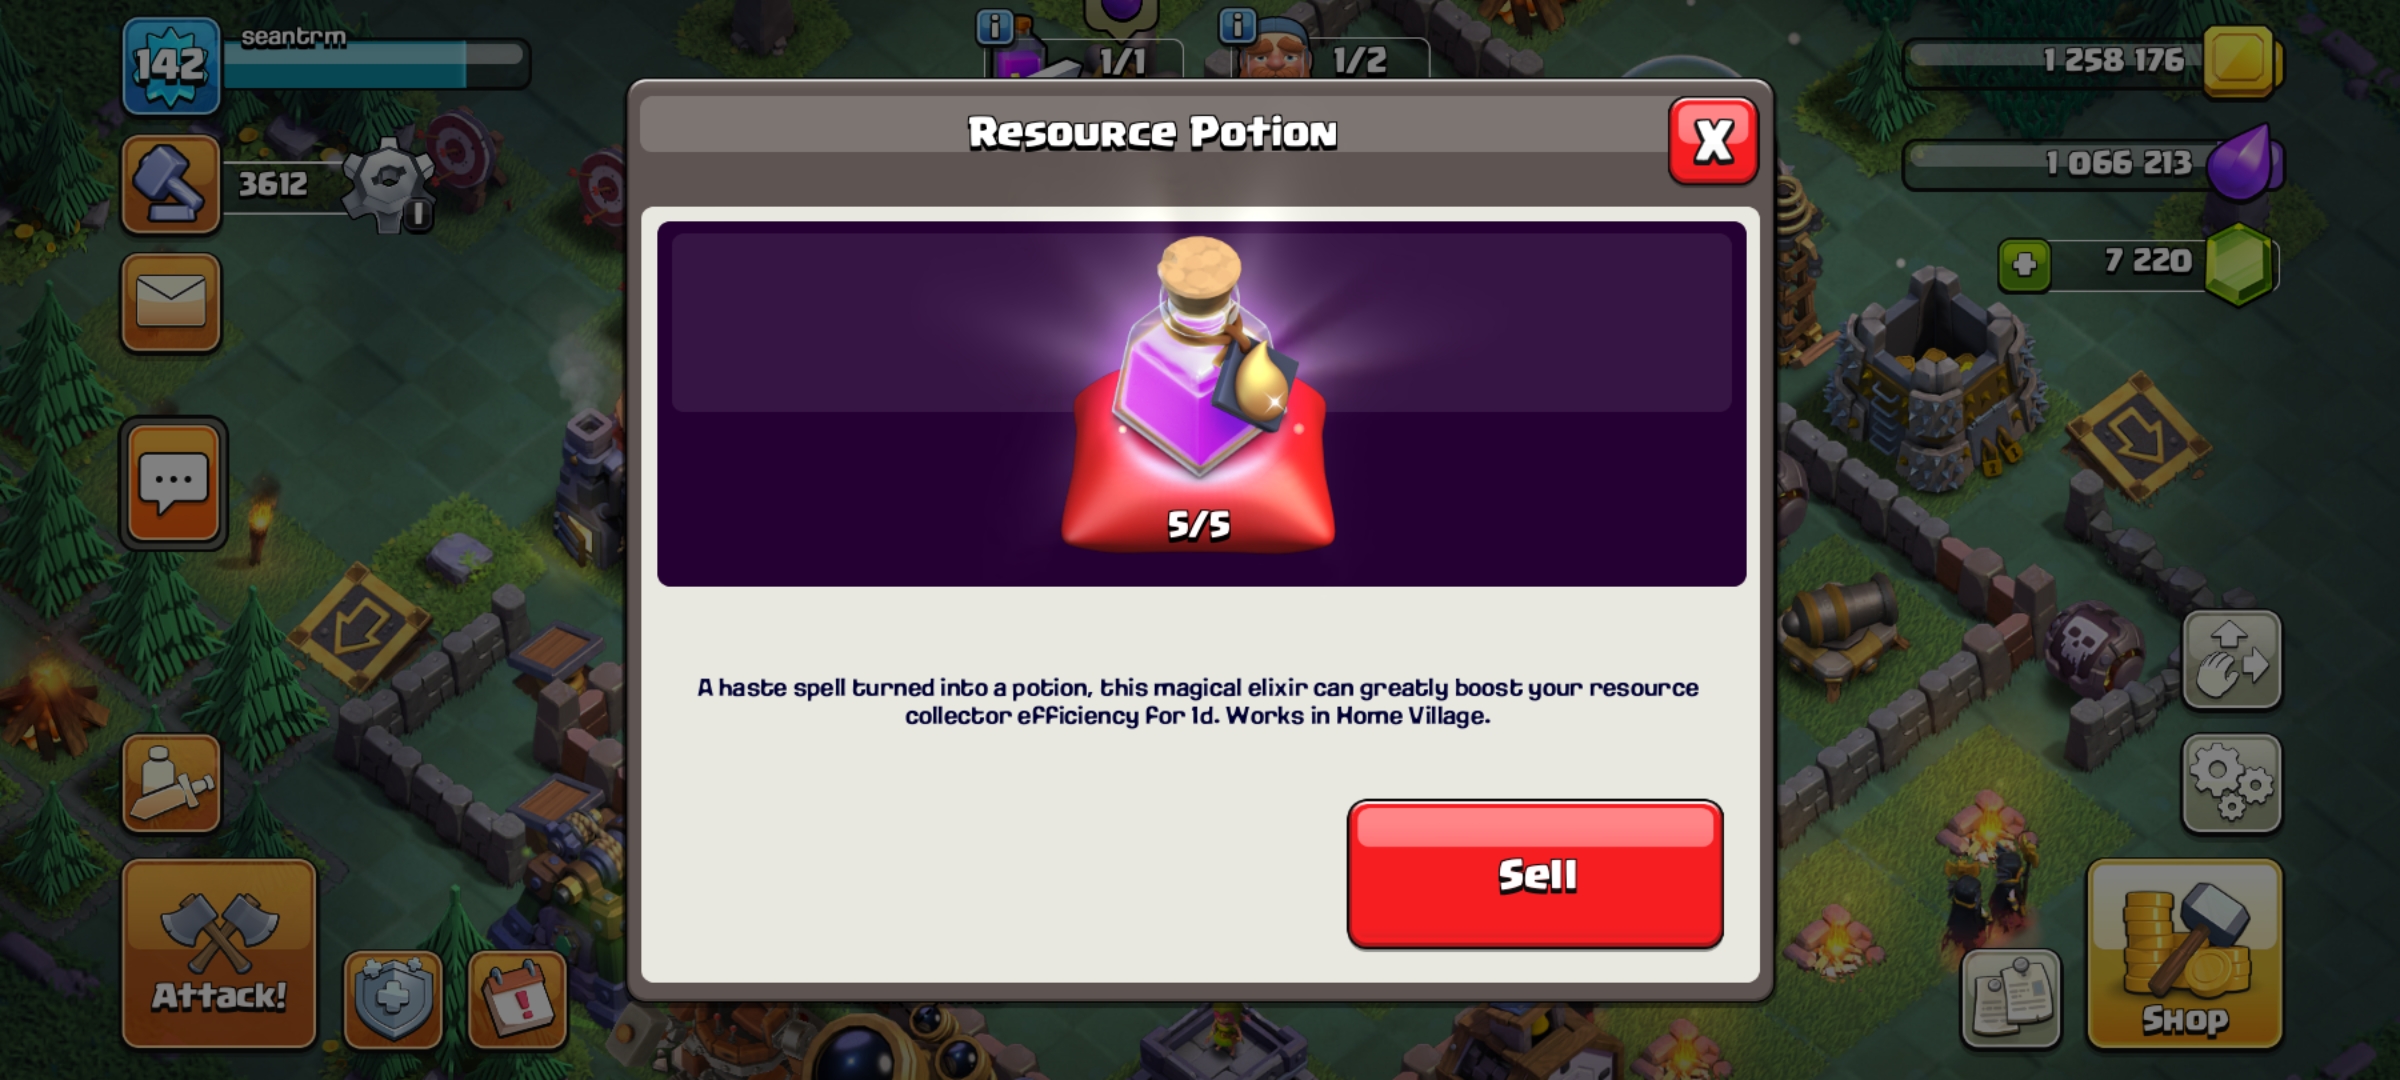 142
seantrm
1/1
1/2
1 258 176
Resource Potion
X
3612
1 066 213
7 220
5/5
A haste spell turned into a potion, this magical elixir can greatly boost your resource
collector efficiency for 1d. Works in Home Village.
Sell
Attack!
Shop